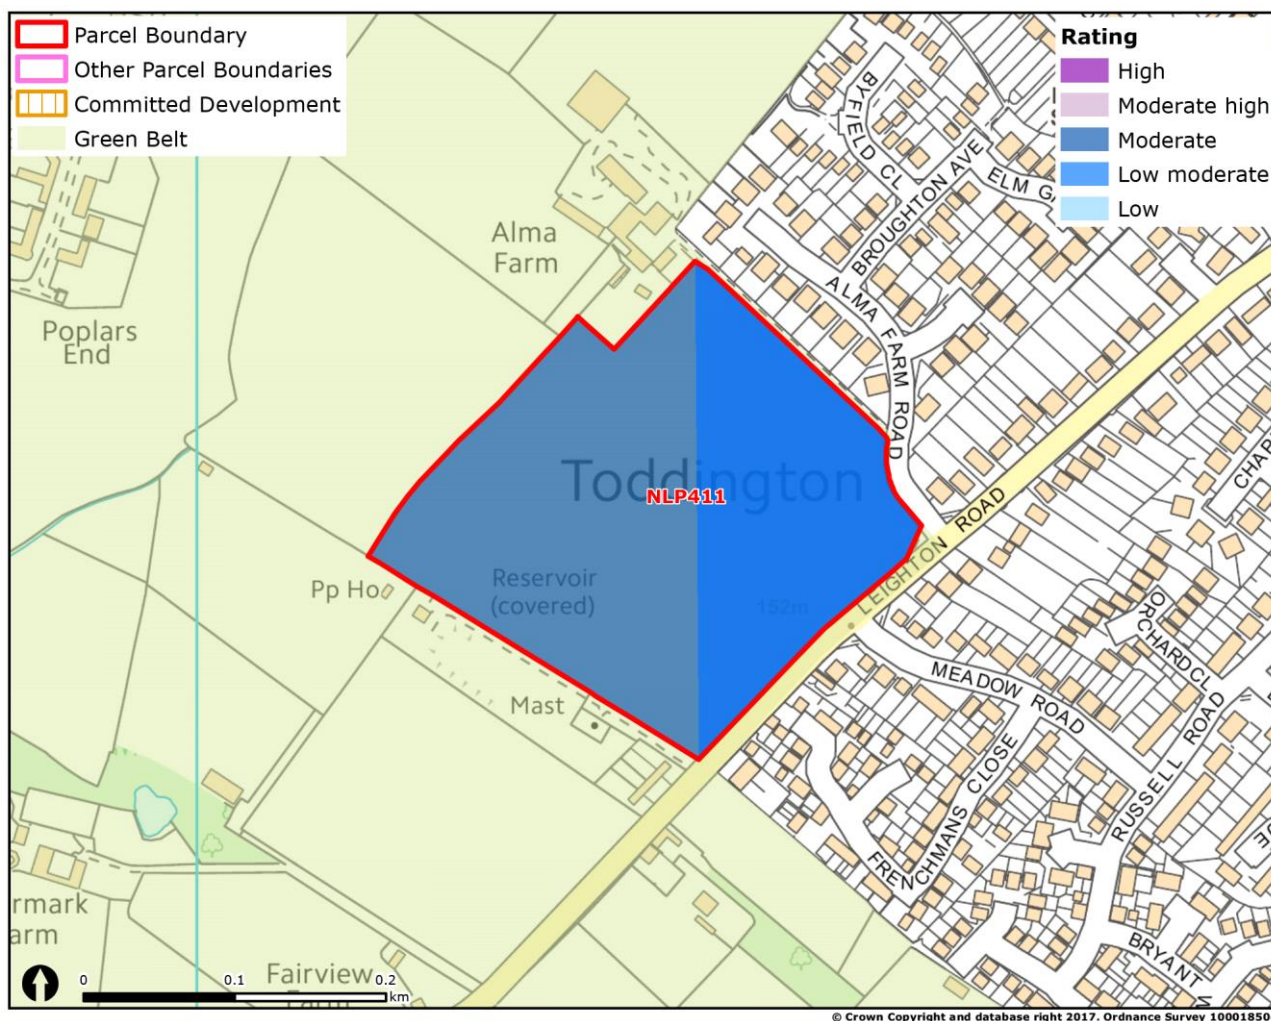 Parcel Boundary
Other Parcel Boundaries
Committed Development
Green Belt
Rating
High
Moderate high
Moderate
Low moderate
Low
BYFIELD CL
BROUGHTON AVE
ELM G
ALMA FARM ROAD
Alma
Farm
Poplars
End
Toddington
NLP411
LEIGHTON ROAD
CHAR
Pp Ho
Reservoir
(covered)
152m
ORCHARD CL
MEADOW ROAD
Mast
RUSSELL ROAD
FRENCHMANS CLOSE
rmark
arm
BRYANT W
Fairview
Farm
0
0.1
0.2
km
© Crown Copyright and database right 2017. Ordnance Survey 10001850